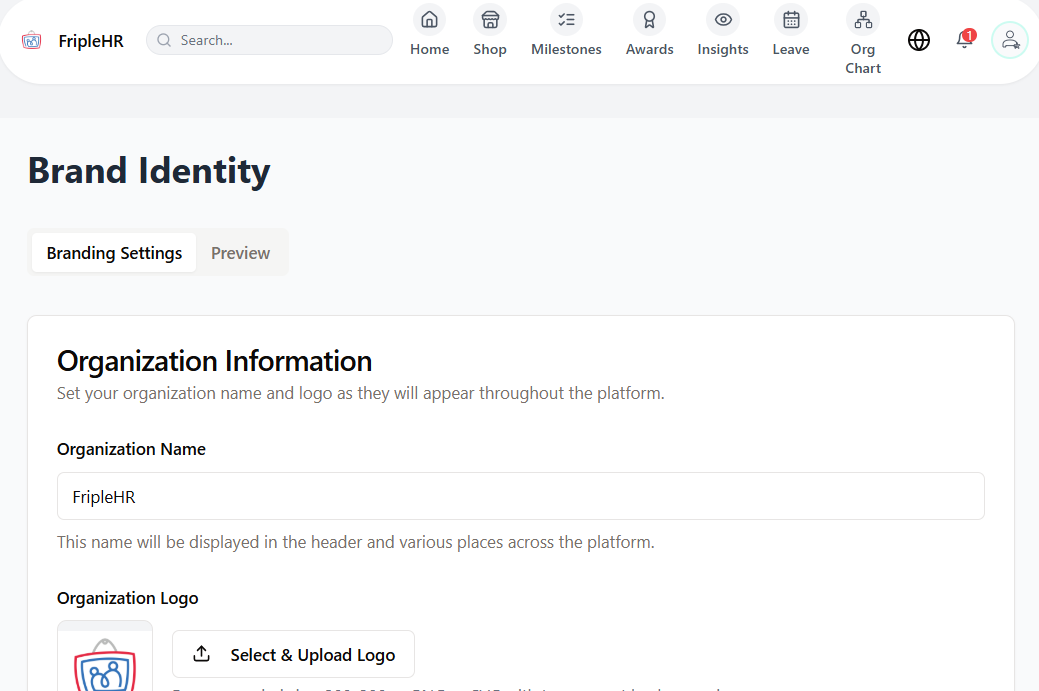 FripleHR
Search...
Home
Shop
Milestones
Awards
Insights
Leave
Org
Chart
1
Brand Identity
Branding Settings
Preview
Organization Information
Set your organization name and logo as they will appear throughout the platform.
Organization Name
FripleHR
This name will be displayed in the header and various places across the platform.
Organization Logo
Select & Upload Logo